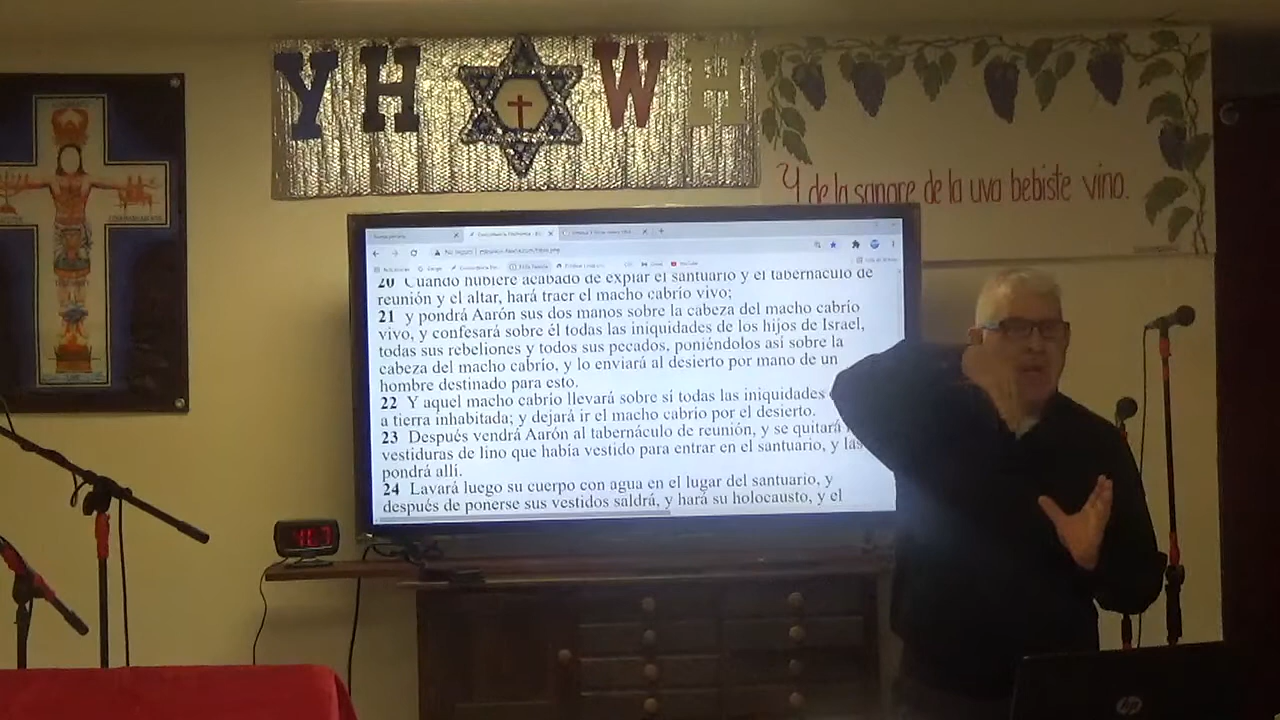 YH WH
Y de la sangre de la uva bebiste vino.
20 Cuando hubiere acabado de expiar el santuario y el tabernáculo de
reunión y el altar, hará traer el macho cabrío vivo;
21 y pondrá Aarón sus dos manos sobre la cabeza del macho cabrío
vivo, y confesará sobre él todas las iniquidades de los hijos de Israel,
todas sus rebeliones y todos sus pecados, poniéndolos así sobre la
cabeza del macho cabrío, y lo enviará al desierto por mano de un
hombre destinado para esto.
22 Y aquel macho cabrío llevará sobre sí todas las iniquidades
a tierra inhabitada; y dejará ir el macho cabrío por el desierto.
23 Después vendrá Aarón al tabernáculo de reunión, y se quitará
vestiduras de lino que había vestido para entrar en el santuario, y las
pondrá allí.
24 Lavará luego su cuerpo con agua en el lugar del santuario, y
después de ponerse sus vestidos saldrá, y hará su holocausto, y el
hp